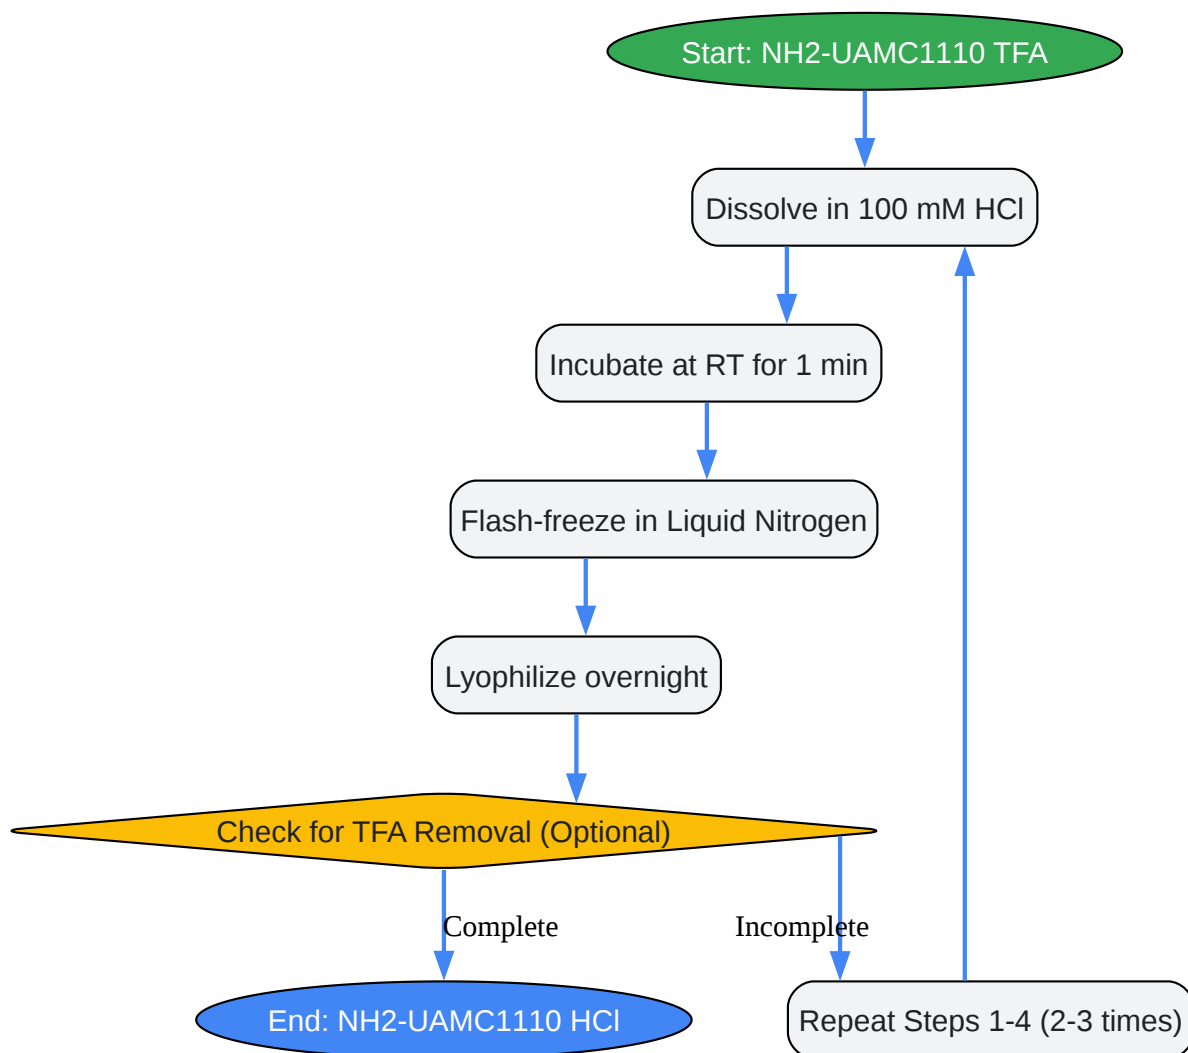 Start: NH2-UAMC1110 TFA
Dissolve in 100 mM HCl
Incubate at RT for 1 min
Flash-freeze in Liquid Nitrogen
Lyophilize overnight
Check for TFA Removal (Optional)
Complete
Incomplete
End: NH2-UAMC1110 HCl
Repeat Steps 1-4 (2-3 times)